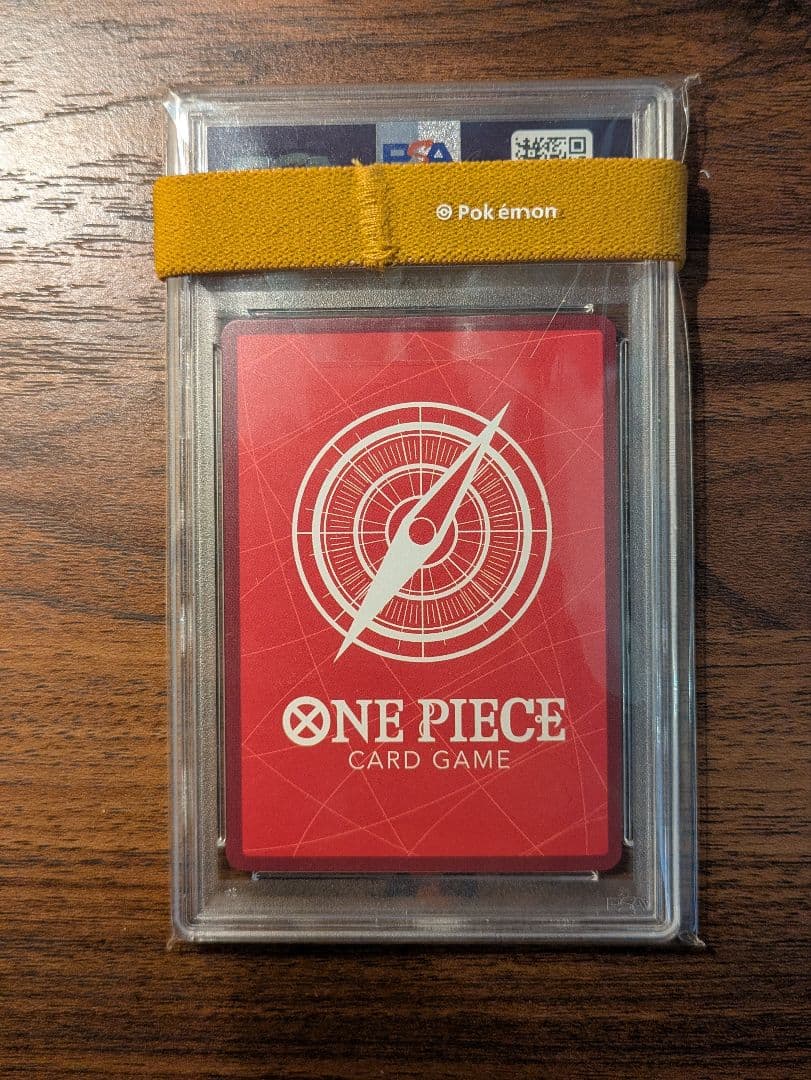 PSA
Pokémon
ONE PIECE
CARD GAME
PSA